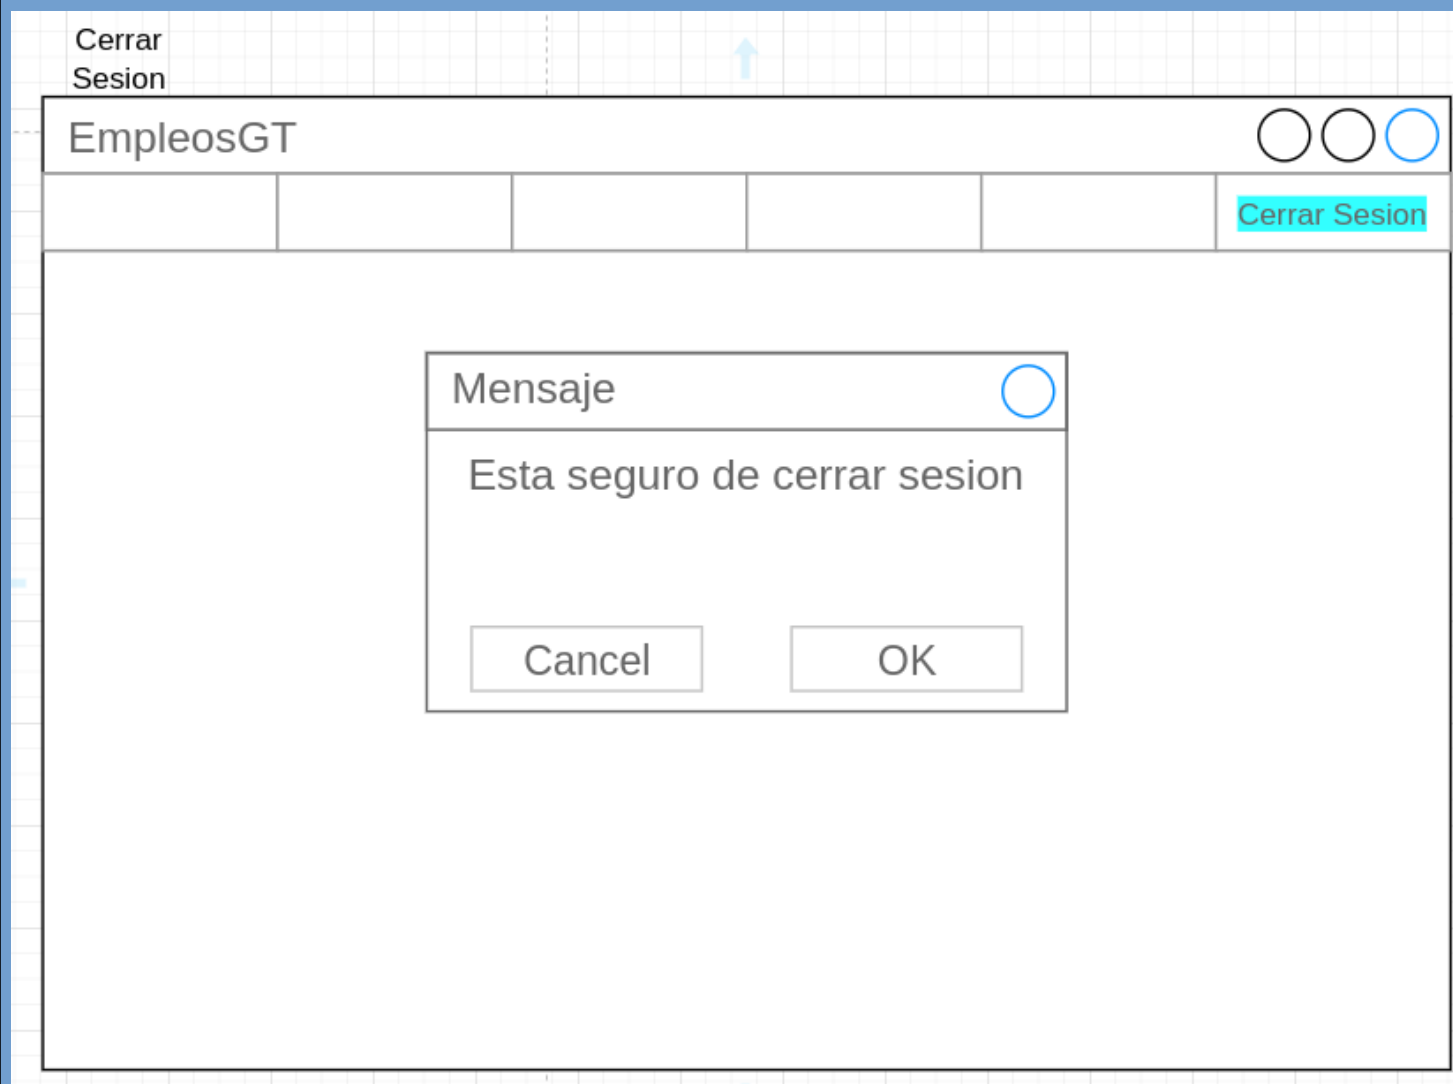 Cerrar
Sesion
EmpleosGT
Cerrar Sesion
Mensaje
Esta seguro de cerrar sesion
Cancel
OK